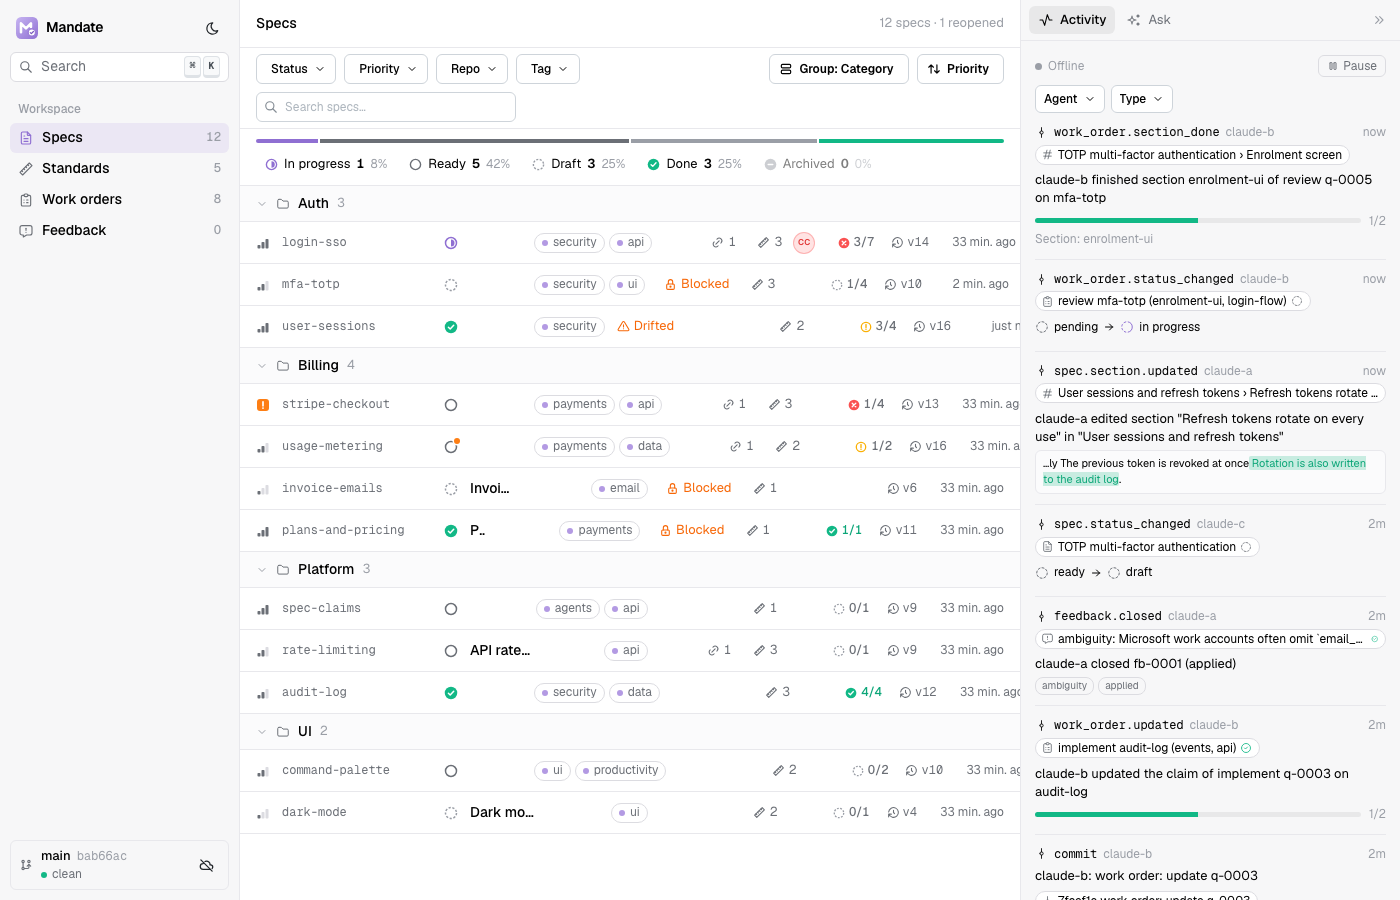 Mandate
Search ⌘ K
Workspace
Specs 12
Standards 5
Work orders 8
Feedback 0
main bab66ac
clean
Specs
12 specs · 1 reopened
Status
Priority
Repo
Tag
Group: Category
Priority
Search specs…
In progress 1 8%
Ready 5 42%
Draft 3 25%
Done 3 25%
Archived 0 0%
Auth 3
login-sso security api 1 3 CC 3/7 v14 33 min. ago
mfa-totp security ui Blocked 3 1/4 v10 2 min. ago
user-sessions security Drifted 2 3/4 v16 just n
Billing 4
stripe-checkout payments api 1 3 1/4 v13 33 min. ag
usage-metering payments data 1 2 1/2 v16 33 min. a
invoice-emails Invoi… email Blocked 1 v6 33 min. ago
plans-and-pricing P.. payments Blocked 1 1/1 v11 33 min. ago
Platform 3
spec-claims agents api 1 0/1 v9 33 min. ago
rate-limiting API rate… api 1 3 0/1 v9 33 min. ago
audit-log security data 3 4/4 v12 33 min. ago
UI 2
command-palette ui productivity 2 0/2 v10 33 min. ag
dark-mode Dark mo… ui 2 0/1 v4 33 min. ago
Activity
Ask
Offline
Pause
Agent
Type
work_order.section_done claude-b now
# TOTP multi-factor authentication › Enrolment screen
claude-b finished section enrolment-ui of review q-0005
on mfa-totp
1/2
Section: enrolment-ui
work_order.status_changed claude-b now
review mfa-totp (enrolment-ui, login-flow)
pending → in progress
spec.section.updated claude-a now
# User sessions and refresh tokens › Refresh tokens rotate …
claude-a edited section "Refresh tokens rotate on every
use" in "User sessions and refresh tokens"
…ly The previous token is revoked at once Rotation is also written
to the audit log.
spec.status_changed claude-c 2m
TOTP multi-factor authentication
ready → draft
feedback.closed claude-a 2m
ambiguity: Microsoft work accounts often omit `email_…
claude-a closed fb-0001 (applied)
ambiguity applied
work_order.updated claude-b 2m
implement audit-log (events, api)
claude-b updated the claim of implement q-0003 on
audit-log
1/2
commit claude-b 2m
claude-b: work order: update q-0003